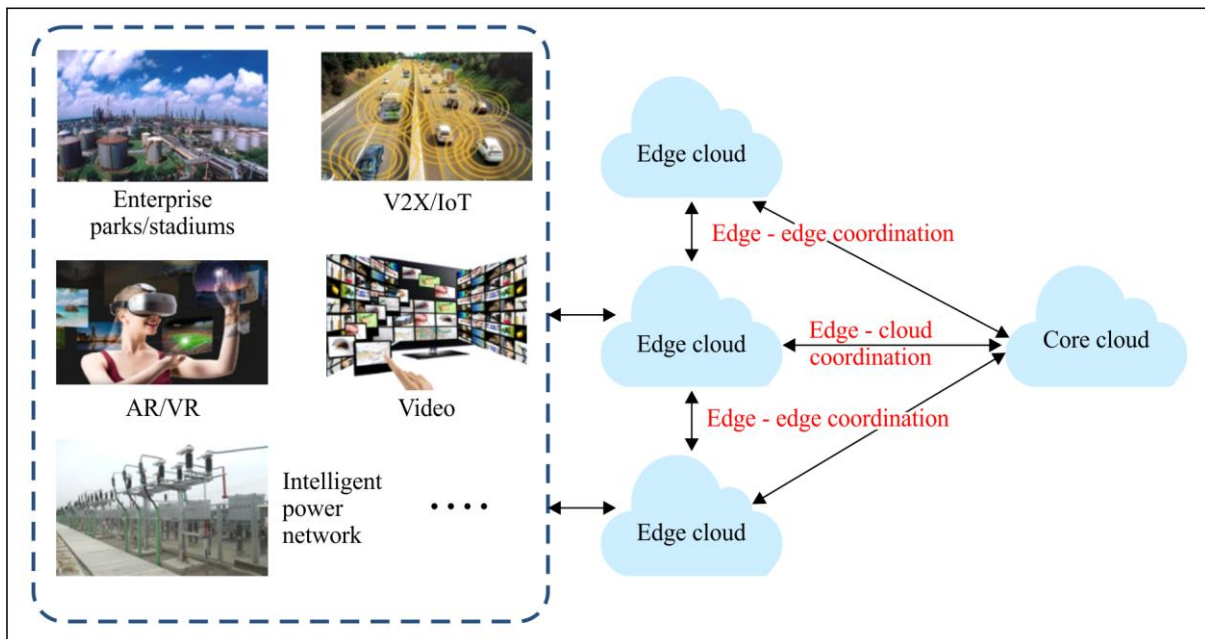 Enterprise
parks/stadiums
V2X/IoT
AR/VR
Video
Intelligent
power
network
Edge cloud
Edge - edge coordination
Edge cloud
Edge - cloud
coordination
Core cloud
Edge - edge coordination
Edge cloud